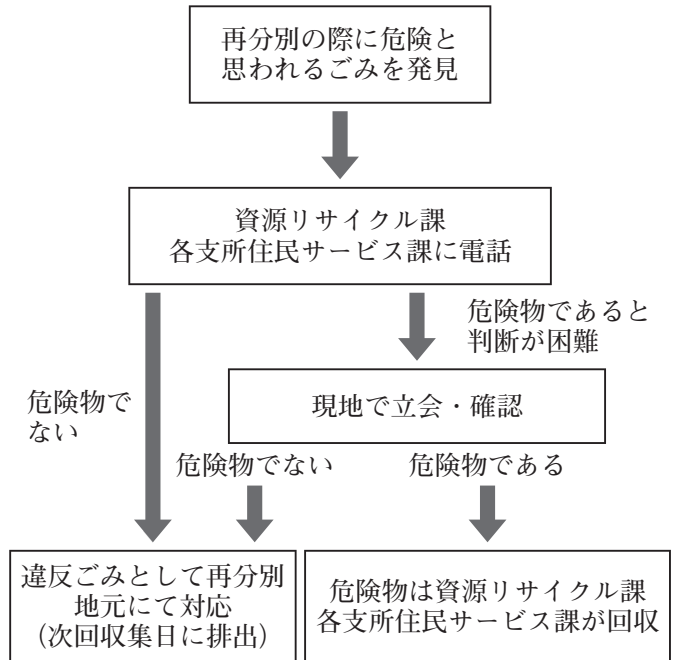 再分別の際に危険と
思われるごみを発見
資源リサイクル課
各支所住民サービス課に電話
危険物であると
判断が困難
危険物で
ない
現地で立会・確認
危険物でない
危険物である
違反ごみとして再分別
地元にて対応
（次回収集日に排出）
危険物は資源リサイクル課
各支所住民サービス課が回収